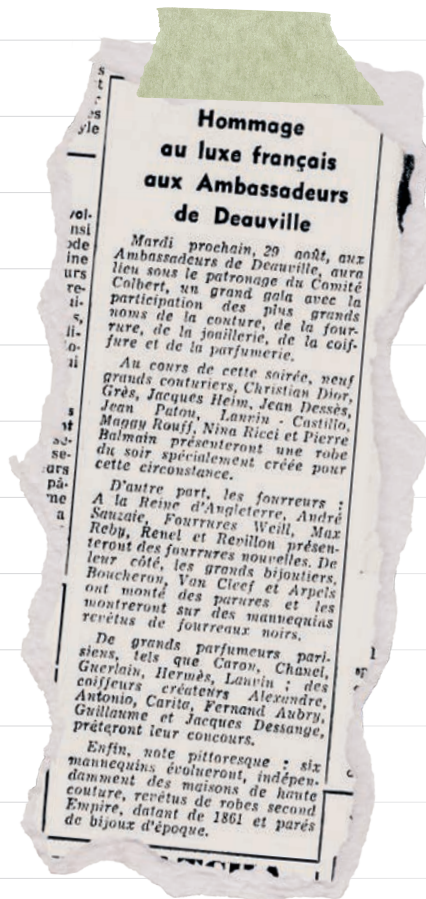 Hommage
au luxe français
aux Ambassadeurs
de Deauville
Mardi prochain, 29 août, aux
Ambassadeurs de Deauville, aura
lieu sous le patronage du Comité
Colbert, un grand gala avec la
participation des plus grands
noms de la couture, de la four-
rure, de la joaillerie, de la coif-
fure et de la parfumerie.
Au cours de cette soirée, neuf
grands couturiers, Christian Dior,
Grès, Jacques Heim, Jean Dessès,
Jean Patou, Lanvin - Castillo,
Maggy Rouff, Nina Ricci et Pierre
Balmain présenteront une robe
du soir spécialement créée pour
cette circonstance.
D'autre part, les fourreurs :
A la Reine d'Angleterre, André
Sauzaie, Fourrures Weill, Max
Reby, Renel et Revillon présen-
teront des fourrures nouvelles. De
leur côté, les grands bijoutiers,
Boucheron, Van Cleef et Arpels
ont monté des parures et les
montreront sur des mannequins
revêtus de fourreaux noirs.
De grands parfumeurs pari-
siens, tels que Caron, Chanel,
Guerlain, Hermès, Lanvin ; des
coiffeurs créateurs Alexandre,
Antonio, Carita, Fernand Aubry,
Guillaume et Jacques Dessange,
prêteront leur concours.
Enfin, note pittoresque : six
mannequins évolueront, indépen-
damment des maisons de haute
couture, revêtus de robes second
Empire, datant de 1861 et parés
de bijoux d'époque.